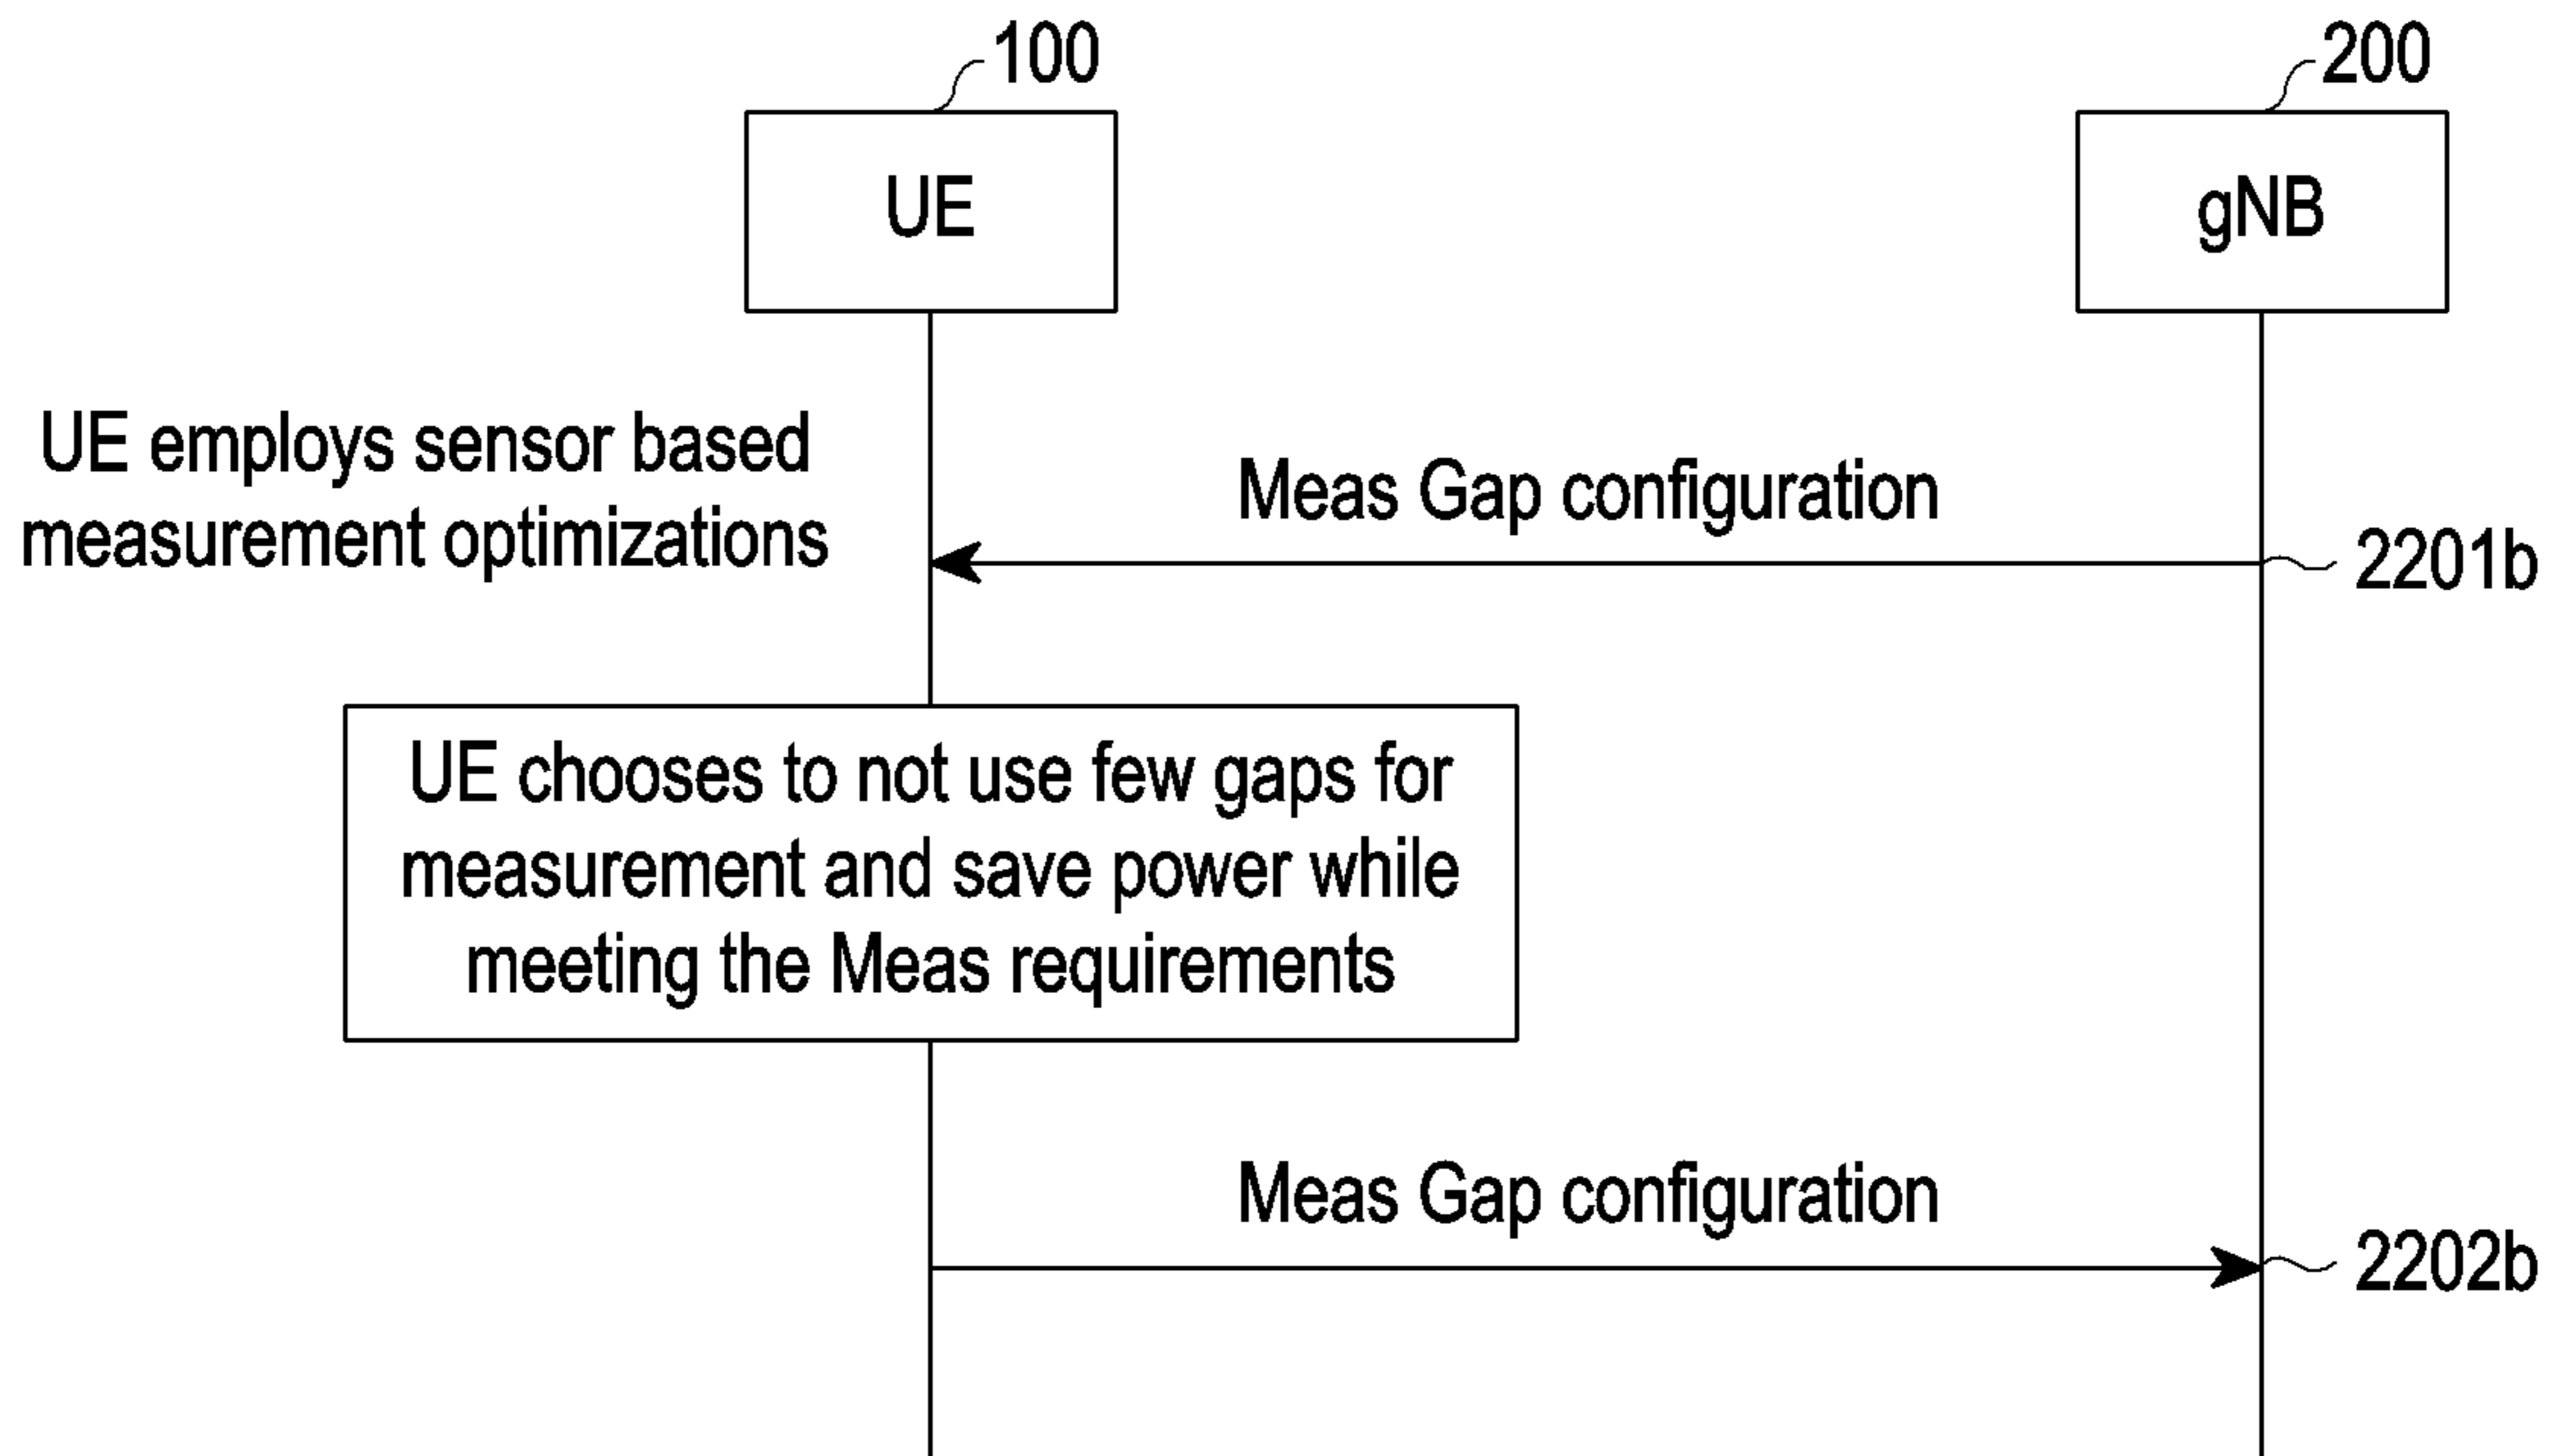 100
200
UE
gNB
UE employs sensor based
measurement optimizations
Meas Gap configuration
2201b
UE chooses to not use few gaps for
measurement and save power while
meeting the Meas requirements
Meas Gap configuration
2202b